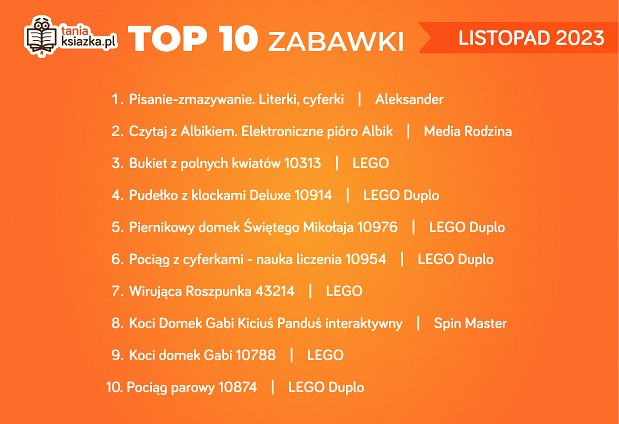 tania
ksiazka.pl
TOP 10 ZABAWKI
LISTOPAD 2023
1. Pisanie-zmazywanie. Literki, cyferki | Aleksander
2. Czytaj z Albikiem. Elektroniczne pióro Albik | Media Rodzina
3. Bukiet z polnych kwiatów 10313 | LEGO
4. Pudełko z klockami Deluxe 10914 | LEGO Duplo
5. Piernikowy domek Świętego Mikołaja 10976 | LEGO Duplo
6. Pociąg z cyferkami - nauka liczenia 10954 | LEGO Duplo
7. Wirująca Roszpunka 43214 | LEGO
8. Koci Domek Gabi Kiciuś Panduś interaktywny | Spin Master
9. Koci domek Gabi 10788 | LEGO
10. Pociąg parowy 10874 | LEGO Duplo